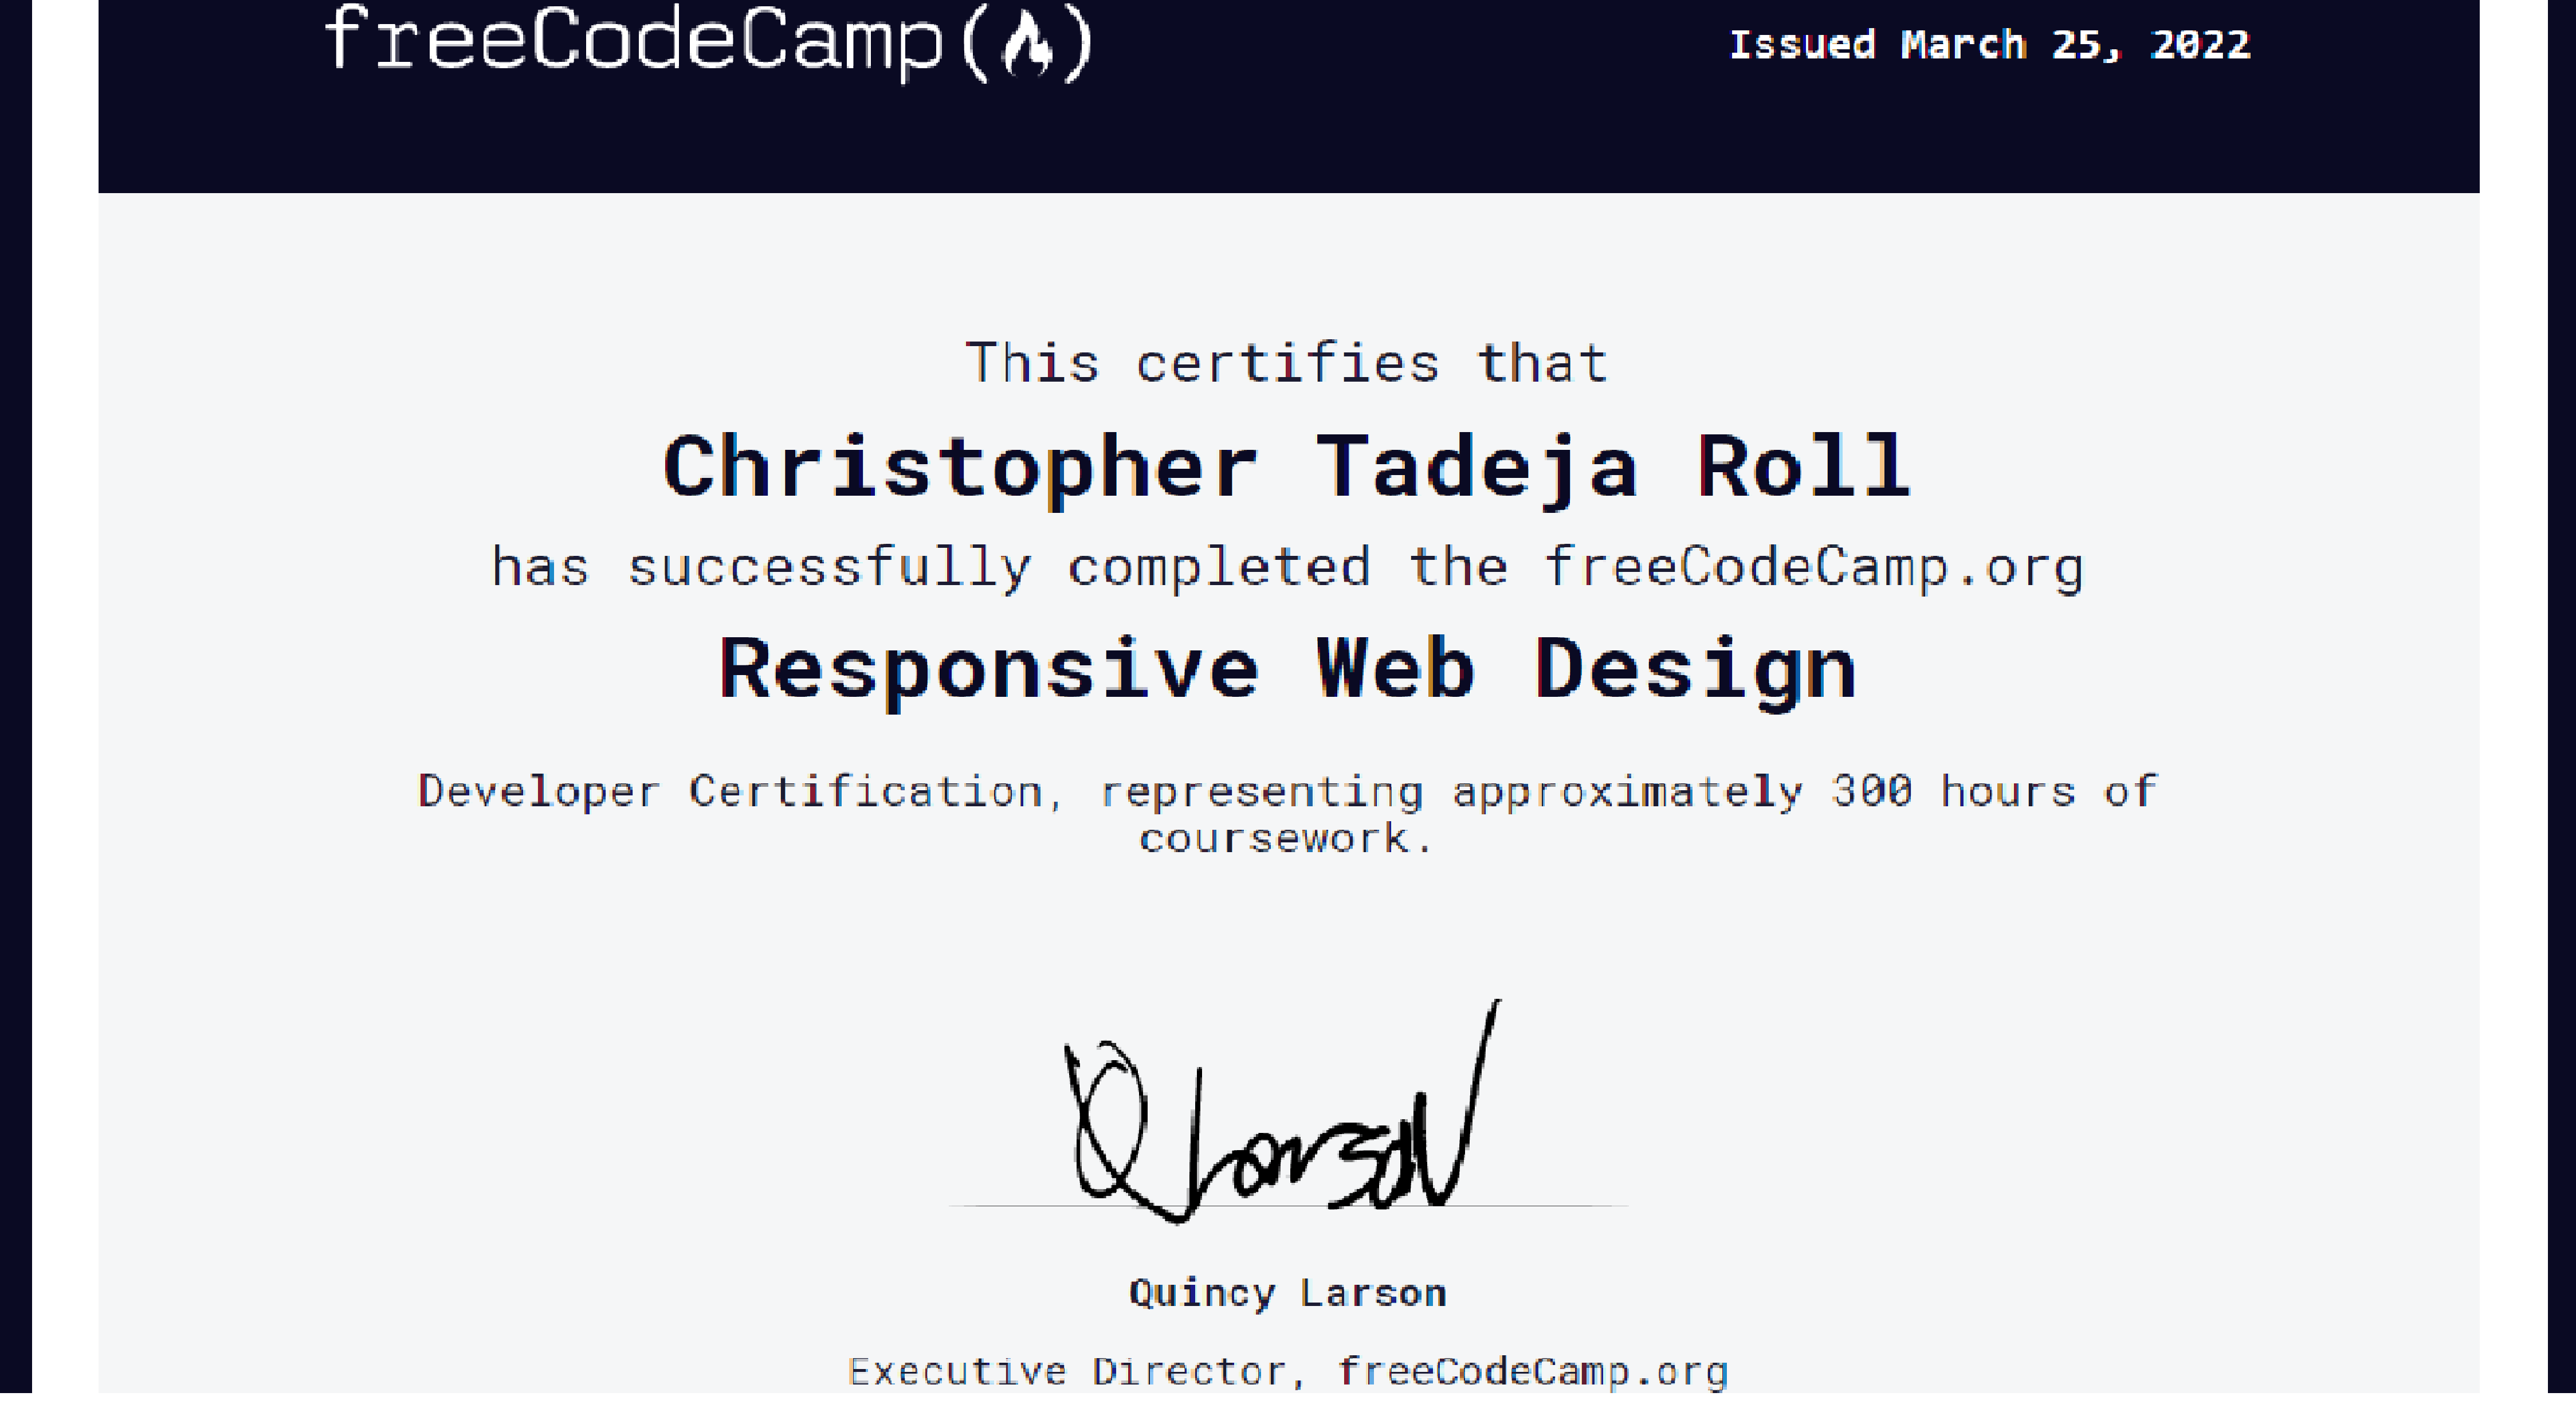 freeCodeCamp(🔥)
Issued March 25, 2022
This certifies that
Christopher Tadeja Roll
has successfully completed the freeCodeCamp.org
Responsive Web Design
Developer Certification, representing approximately 300 hours of
coursework.
Q Larson
Quincy Larson
Executive Director, freeCodeCamp.org